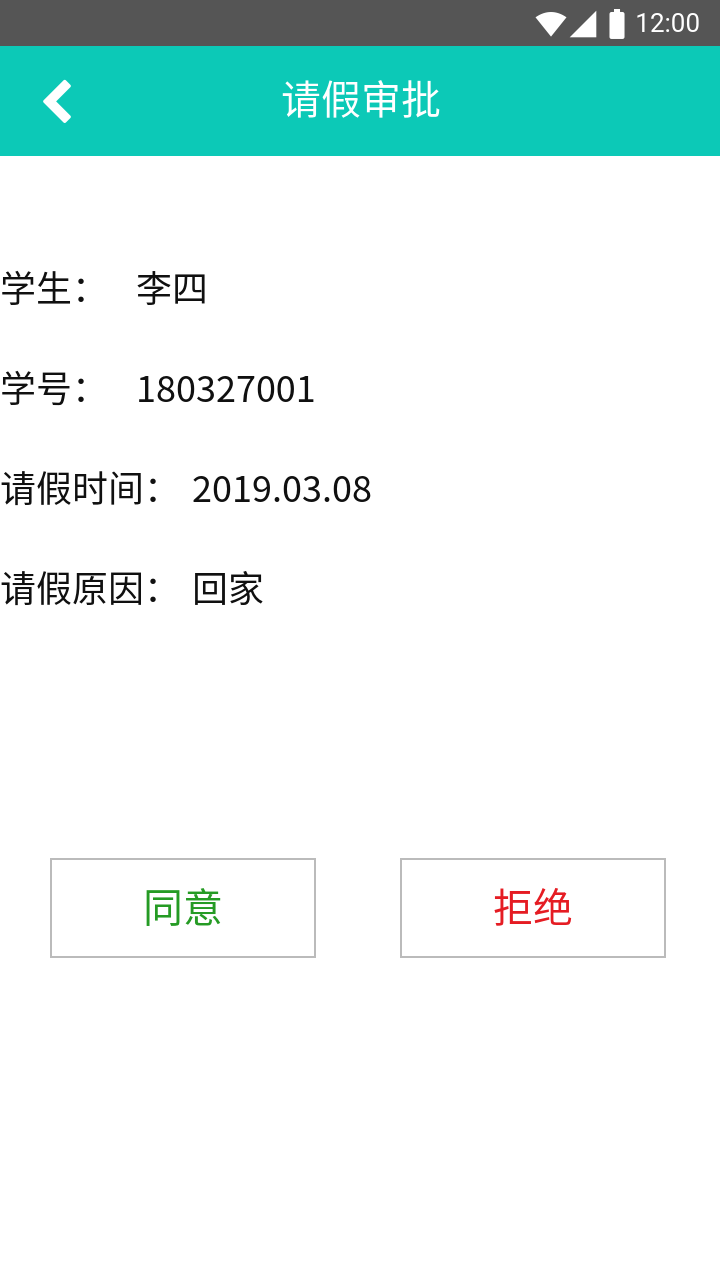 12:00
请假审批
学生： 李四
学号： 180327001
请假时间： 2019.03.08
请假原因： 回家
同意 拒绝